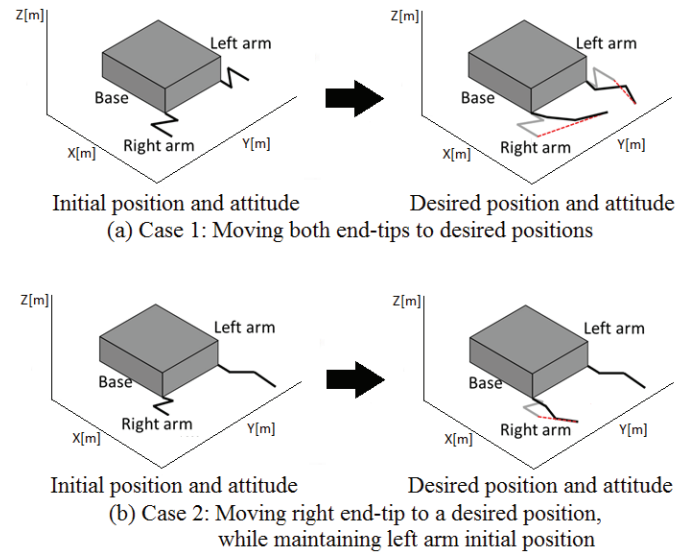 Z[m]
Left arm
Base
Right arm
X[m]
Y[m]
Initial position and attitude
Z[m]
Left arm
Base
Right arm
X[m]
Y[m]
Desired position and attitude
(a) Case 1: Moving both end-tips to desired positions
Z[m]
Left arm
Base
Right arm
X[m]
Y[m]
Initial position and attitude
Z[m]
Left arm
Base
Right arm
X[m]
Y[m]
Desired position and attitude
(b) Case 2: Moving right end-tip to a desired position,
while maintaining left arm initial position